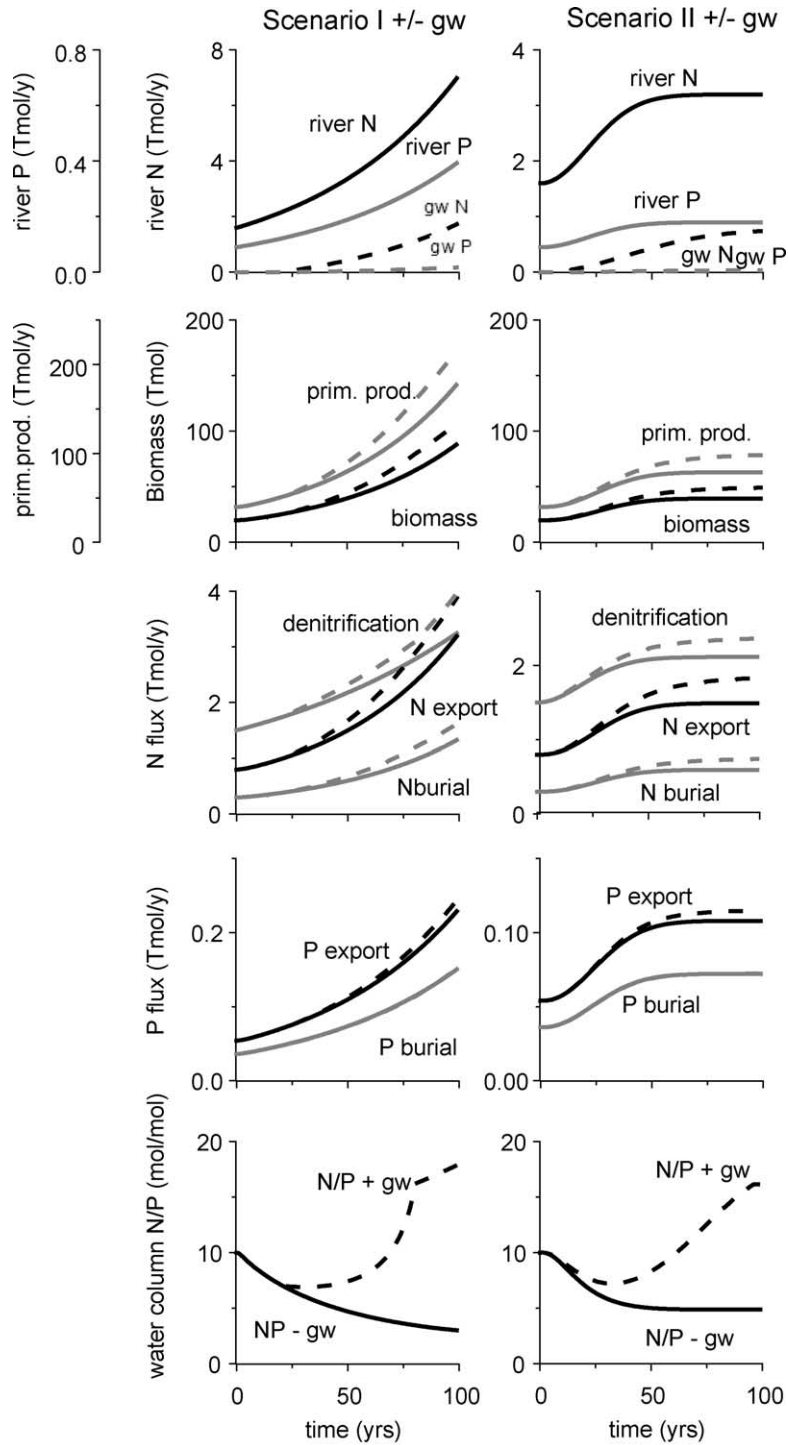 Scenario I +/- gw
Scenario II +/- gw
river P (Tmol/y)
0.8
0.4
0.0
river N (Tmol/y)
8
4
0
river N
river P
gw N
gw P
4
2
0
river N
river P
gw N gw P
prim.prod. (Tmol/y)
200
100
0
Biomass (Tmol)
200
100
0
prim. prod.
biomass
prim. prod.
biomass
N flux (Tmol/y)
4
2
0
denitrification
N export
Nburial
2
0
denitrification
N export
N burial
P flux (Tmol/y)
0.2
0.0
P export
P burial
0.10
0.00
P export
P burial
water column N/P (mol/mol)
20
10
0
N/P + gw
NP - gw
0
50
100
time (yrs)
20
10
0
N/P + gw
N/P - gw
0
50
100
time (yrs)